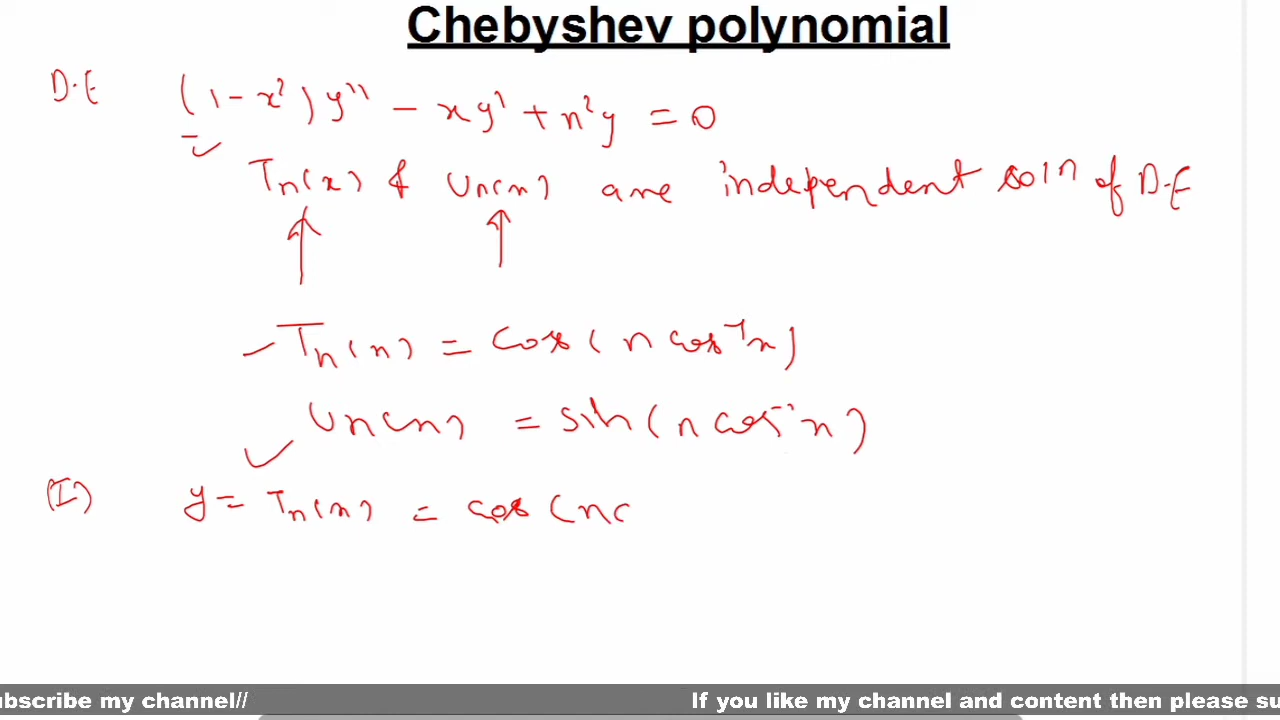 Chebyshev polynomial
D.E (1-x²)y'' - xy' + n²y = 0
Tn(x) & Un(x) are independent soln of D.E
Tn(x) = cos(n cos⁻¹x)
Un(x) = sin(n cos⁻¹x)
(I) y = Tn(x) = cos(nc
ubscribe my channel// If you like my channel and content then please su